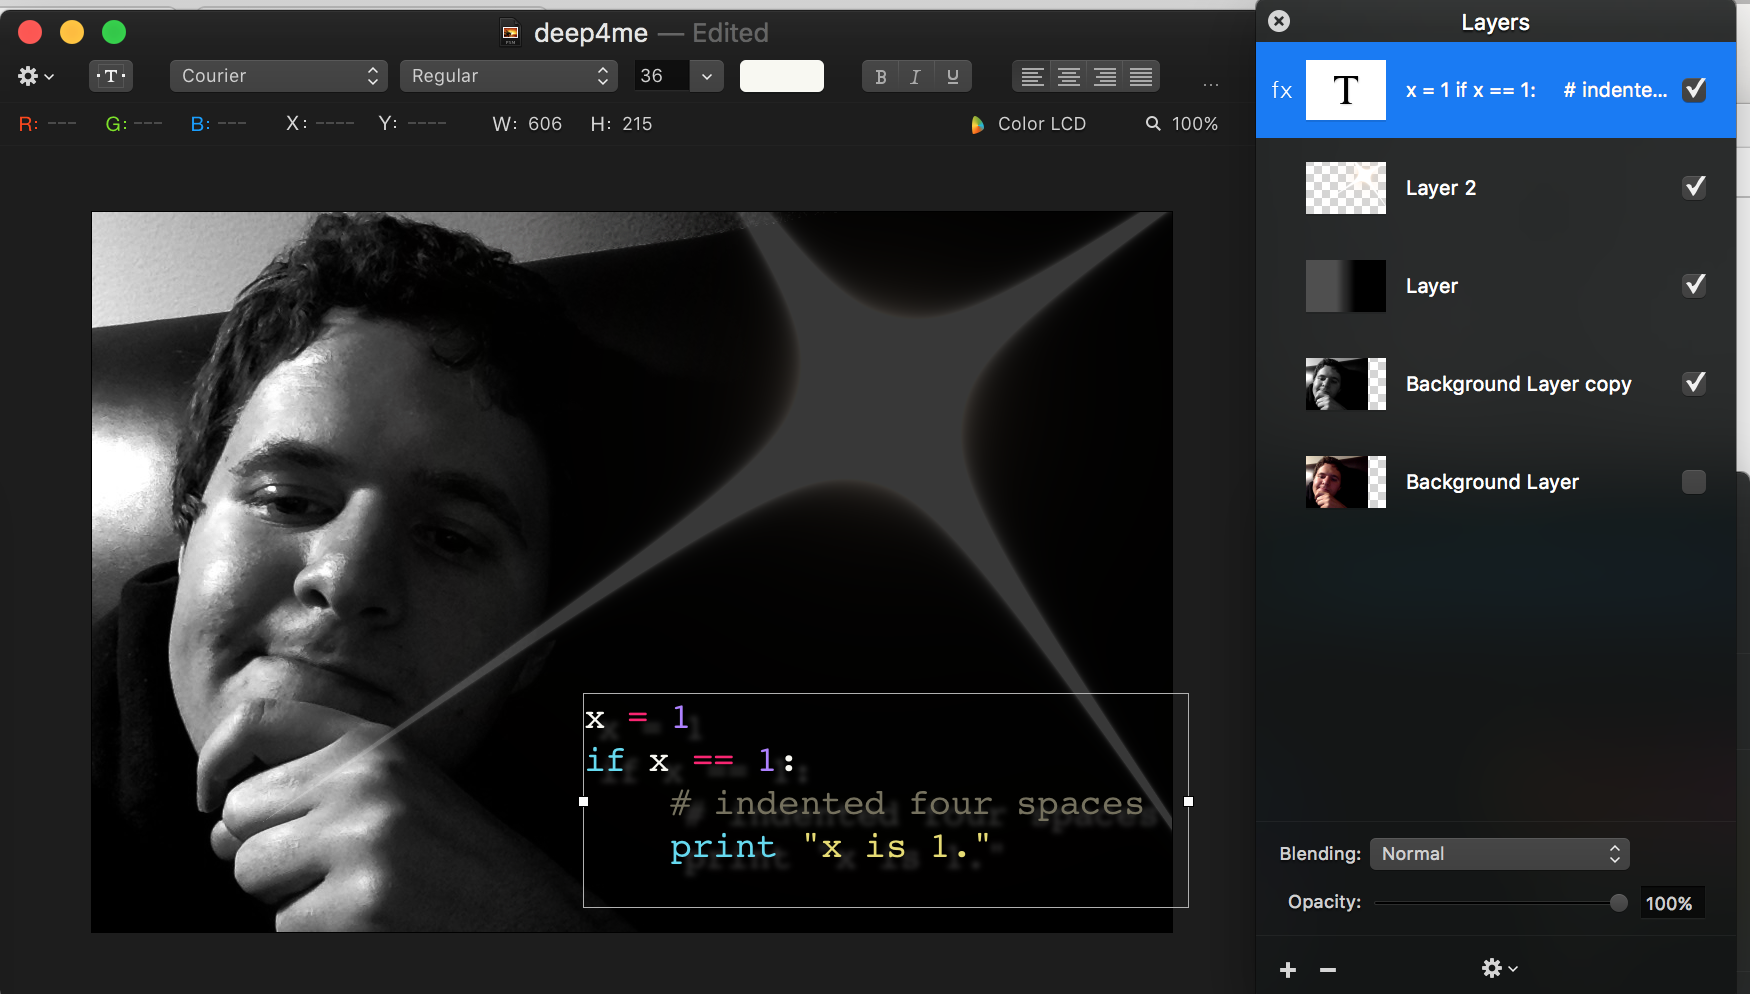 deep4me — Edited
T Courier Regular 36 B I U ...
R: --- G: --- B: --- X: ---- Y: ---- W: 606 H: 215 Color LCD 100%
x = 1
if x == 1:
    # indented four spaces
    print "x is 1."
Layers
fx T x = 1 if x == 1: # indente...
Layer 2
Layer
Background Layer copy
Background Layer
Blending: Normal
Opacity: 100%